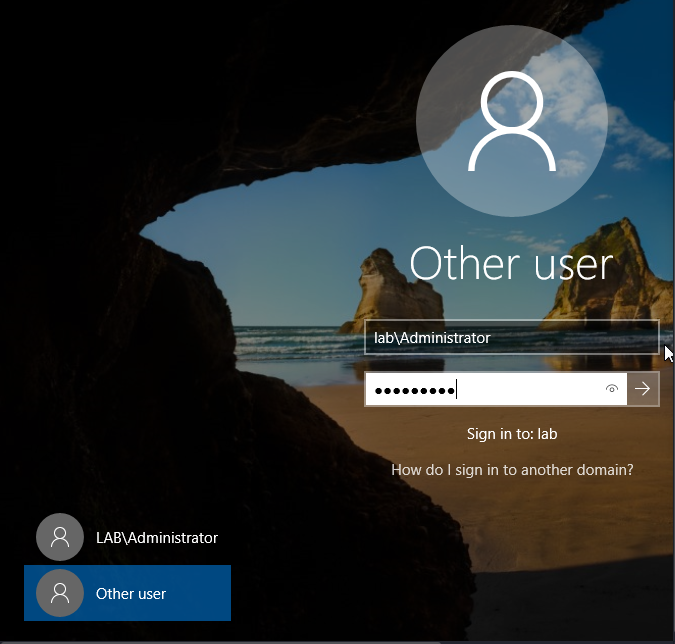 Other user
lab\Administrator
●●●●●●●●●
Sign in to: lab
How do I sign in to another domain?
LAB\Administrator
Other user